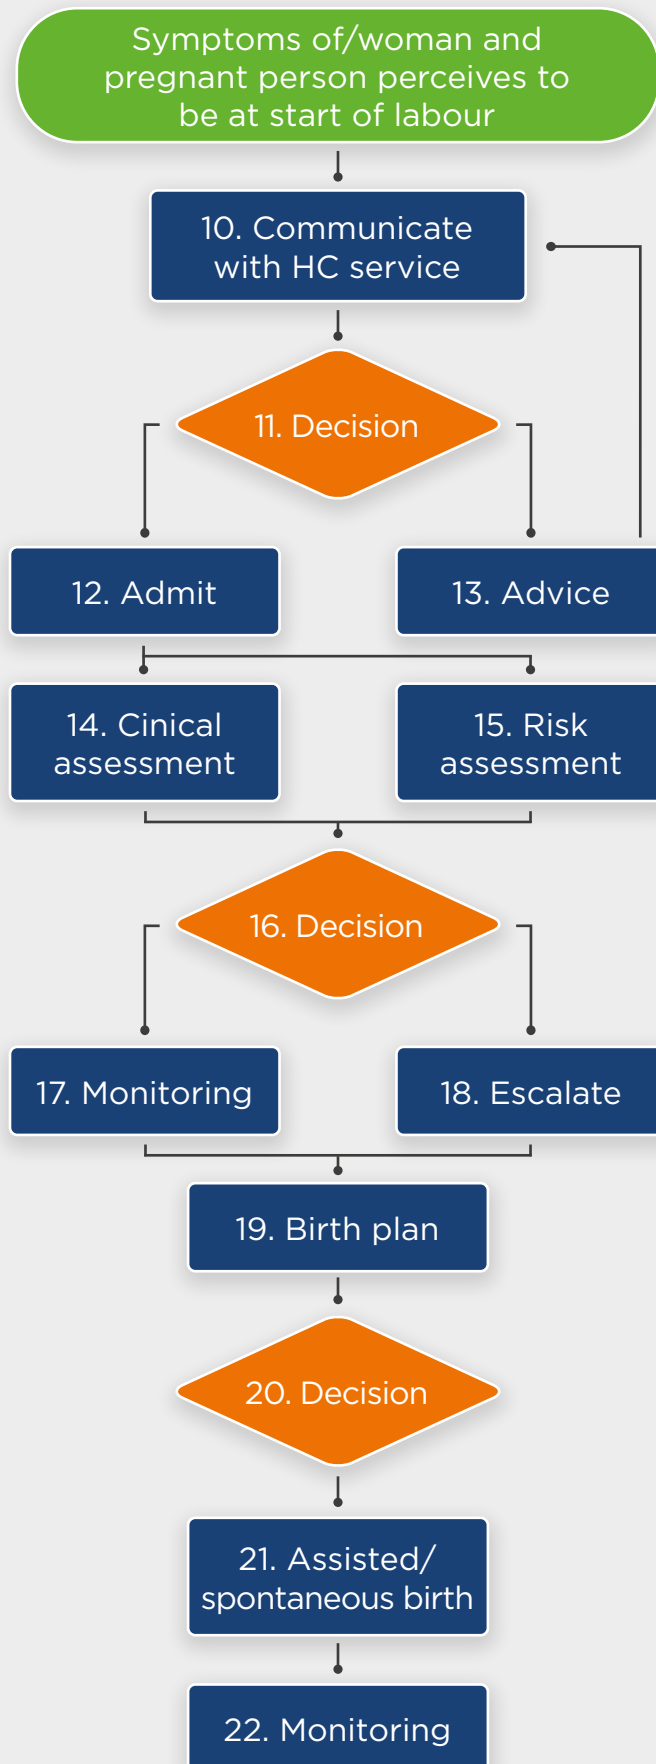 Symptoms of/woman and
pregnant person perceives to
be at start of labour
10. Communicate
with HC service
11. Decision
12. Admit
13. Advice
14. Cinical
assessment
15. Risk
assessment
16. Decision
17. Monitoring
18. Escalate
19. Birth plan
20. Decision
21. Assisted/
spontaneous birth
22. Monitoring